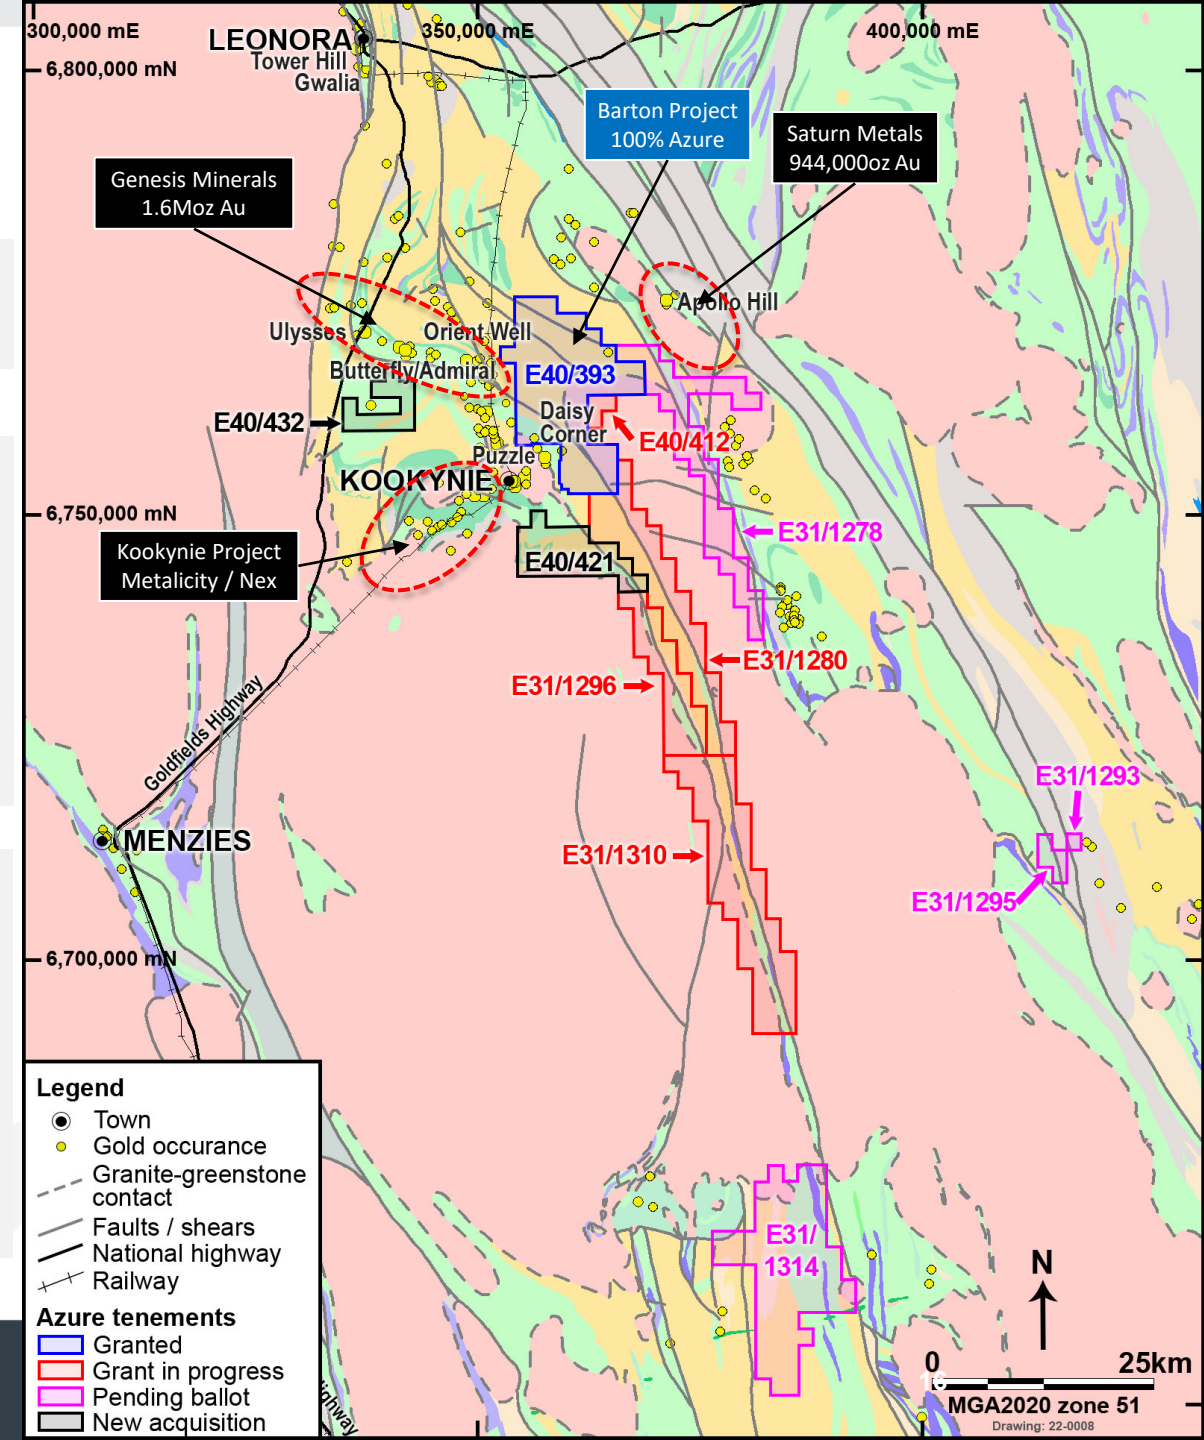 300,000 mE
350,000 mE
400,000 mE
LEONORA
Tower Hill
Gwalia
6,800,000 mN
Barton Project
100% Azure
Saturn Metals
944,000oz Au
Genesis Minerals
1.6Moz Au
Apollo Hill
Ulysses
Orient Well
Butterfly/Admiral
E40/393
E40/432
Daisy
Corner
E40/412
Puzzle
KOOKYNIE
6,750,000 mN
E31/1278
Kookynie Project
Metalicity / Nex
E40/421
E31/1280
E31/1296
Goldfields Highway
E31/1293
MENZIES
E31/1310
E31/1295
6,700,000 mN
Legend
Town
Gold occurance
Granite-greenstone
contact
Faults / shears
National highway
Railway
Azure tenements
Granted
Grant in progress
Pending ballot
New acquisition
E31/
1314
N
0
25km
16
MGA2020 zone 51
Drawing: 22-0008